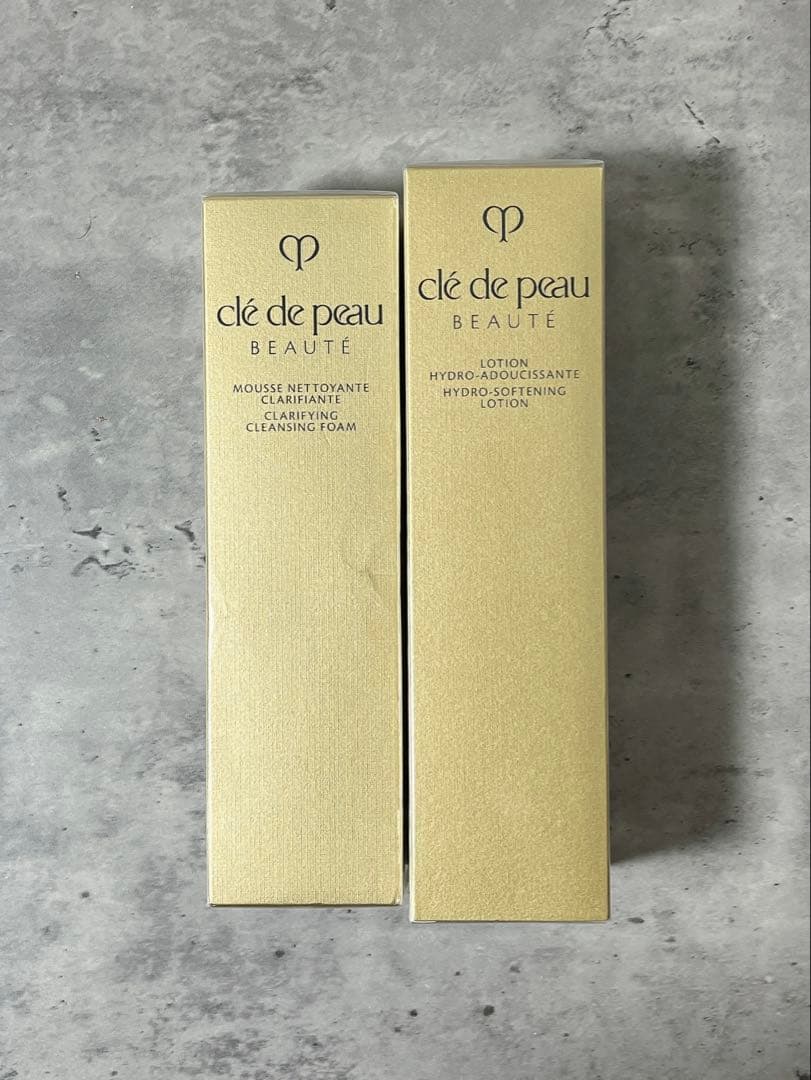 clé de peau
BEAUTÉ
MOUSSE NETTOYANTE
CLARIFIANTE
CLARIFYING
CLEANSING FOAM
clé de peau
BEAUTÉ
LOTION
HYDRO-ADOUCISSANTE
HYDRO-SOFTENING
LOTION